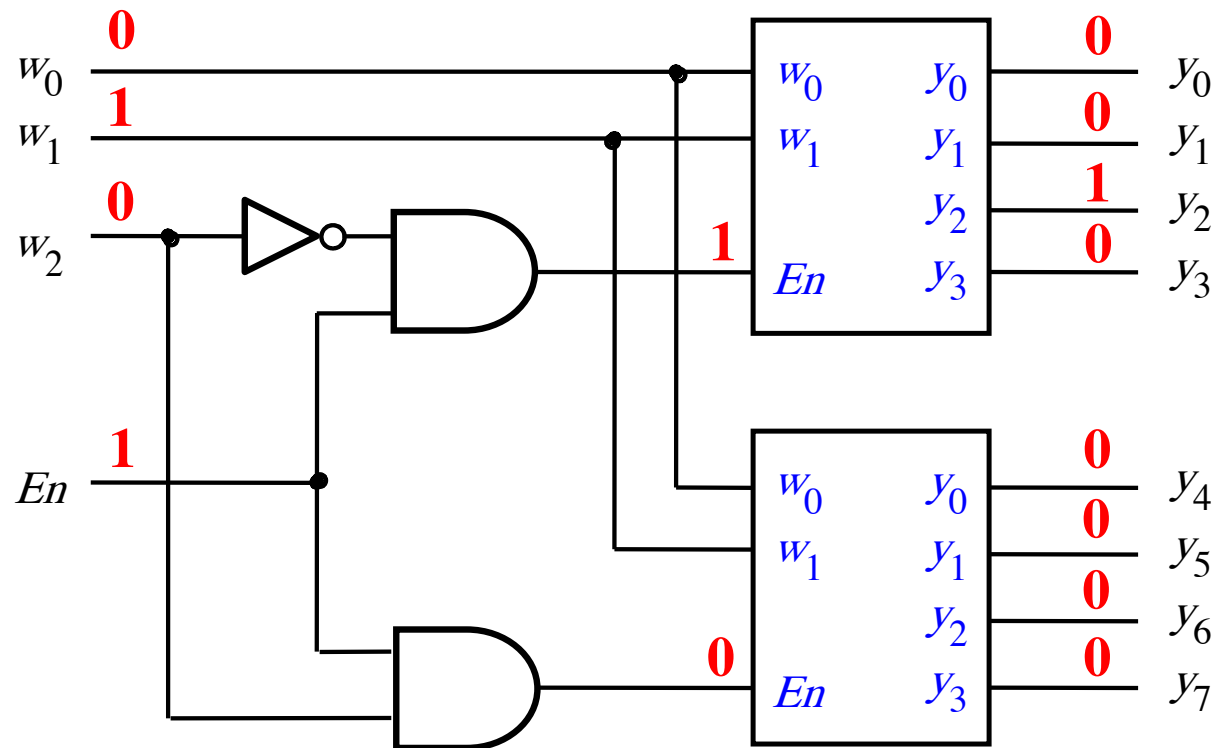 0
w0 w0 y0 0 y0
1
w1 w1 y1 0 y1
0
w2 y2 1 y2
1 En y3 0 y3
1
En w0 y0 0 y4
w1 y1 0 y5
y2 0 y6
0 En y3 0 y7